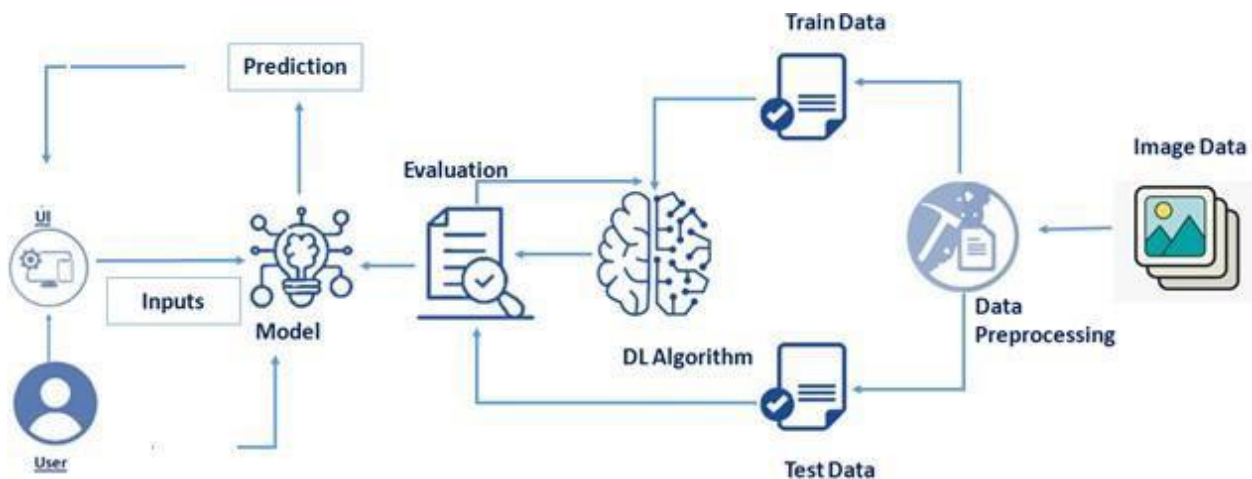 Train Data
Prediction
Image Data
Evaluation
UI
Inputs
Model
Data
Preprocessing
DL Algorithm
User
Test Data